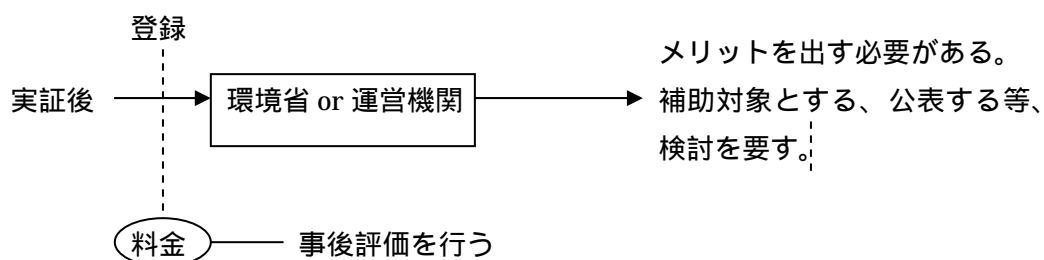 登録
メリットを出す必要がある。
実証後
環境省 or 運営機関
補助対象とする、公表する等、
検討を要す。
料金
事後評価を行う